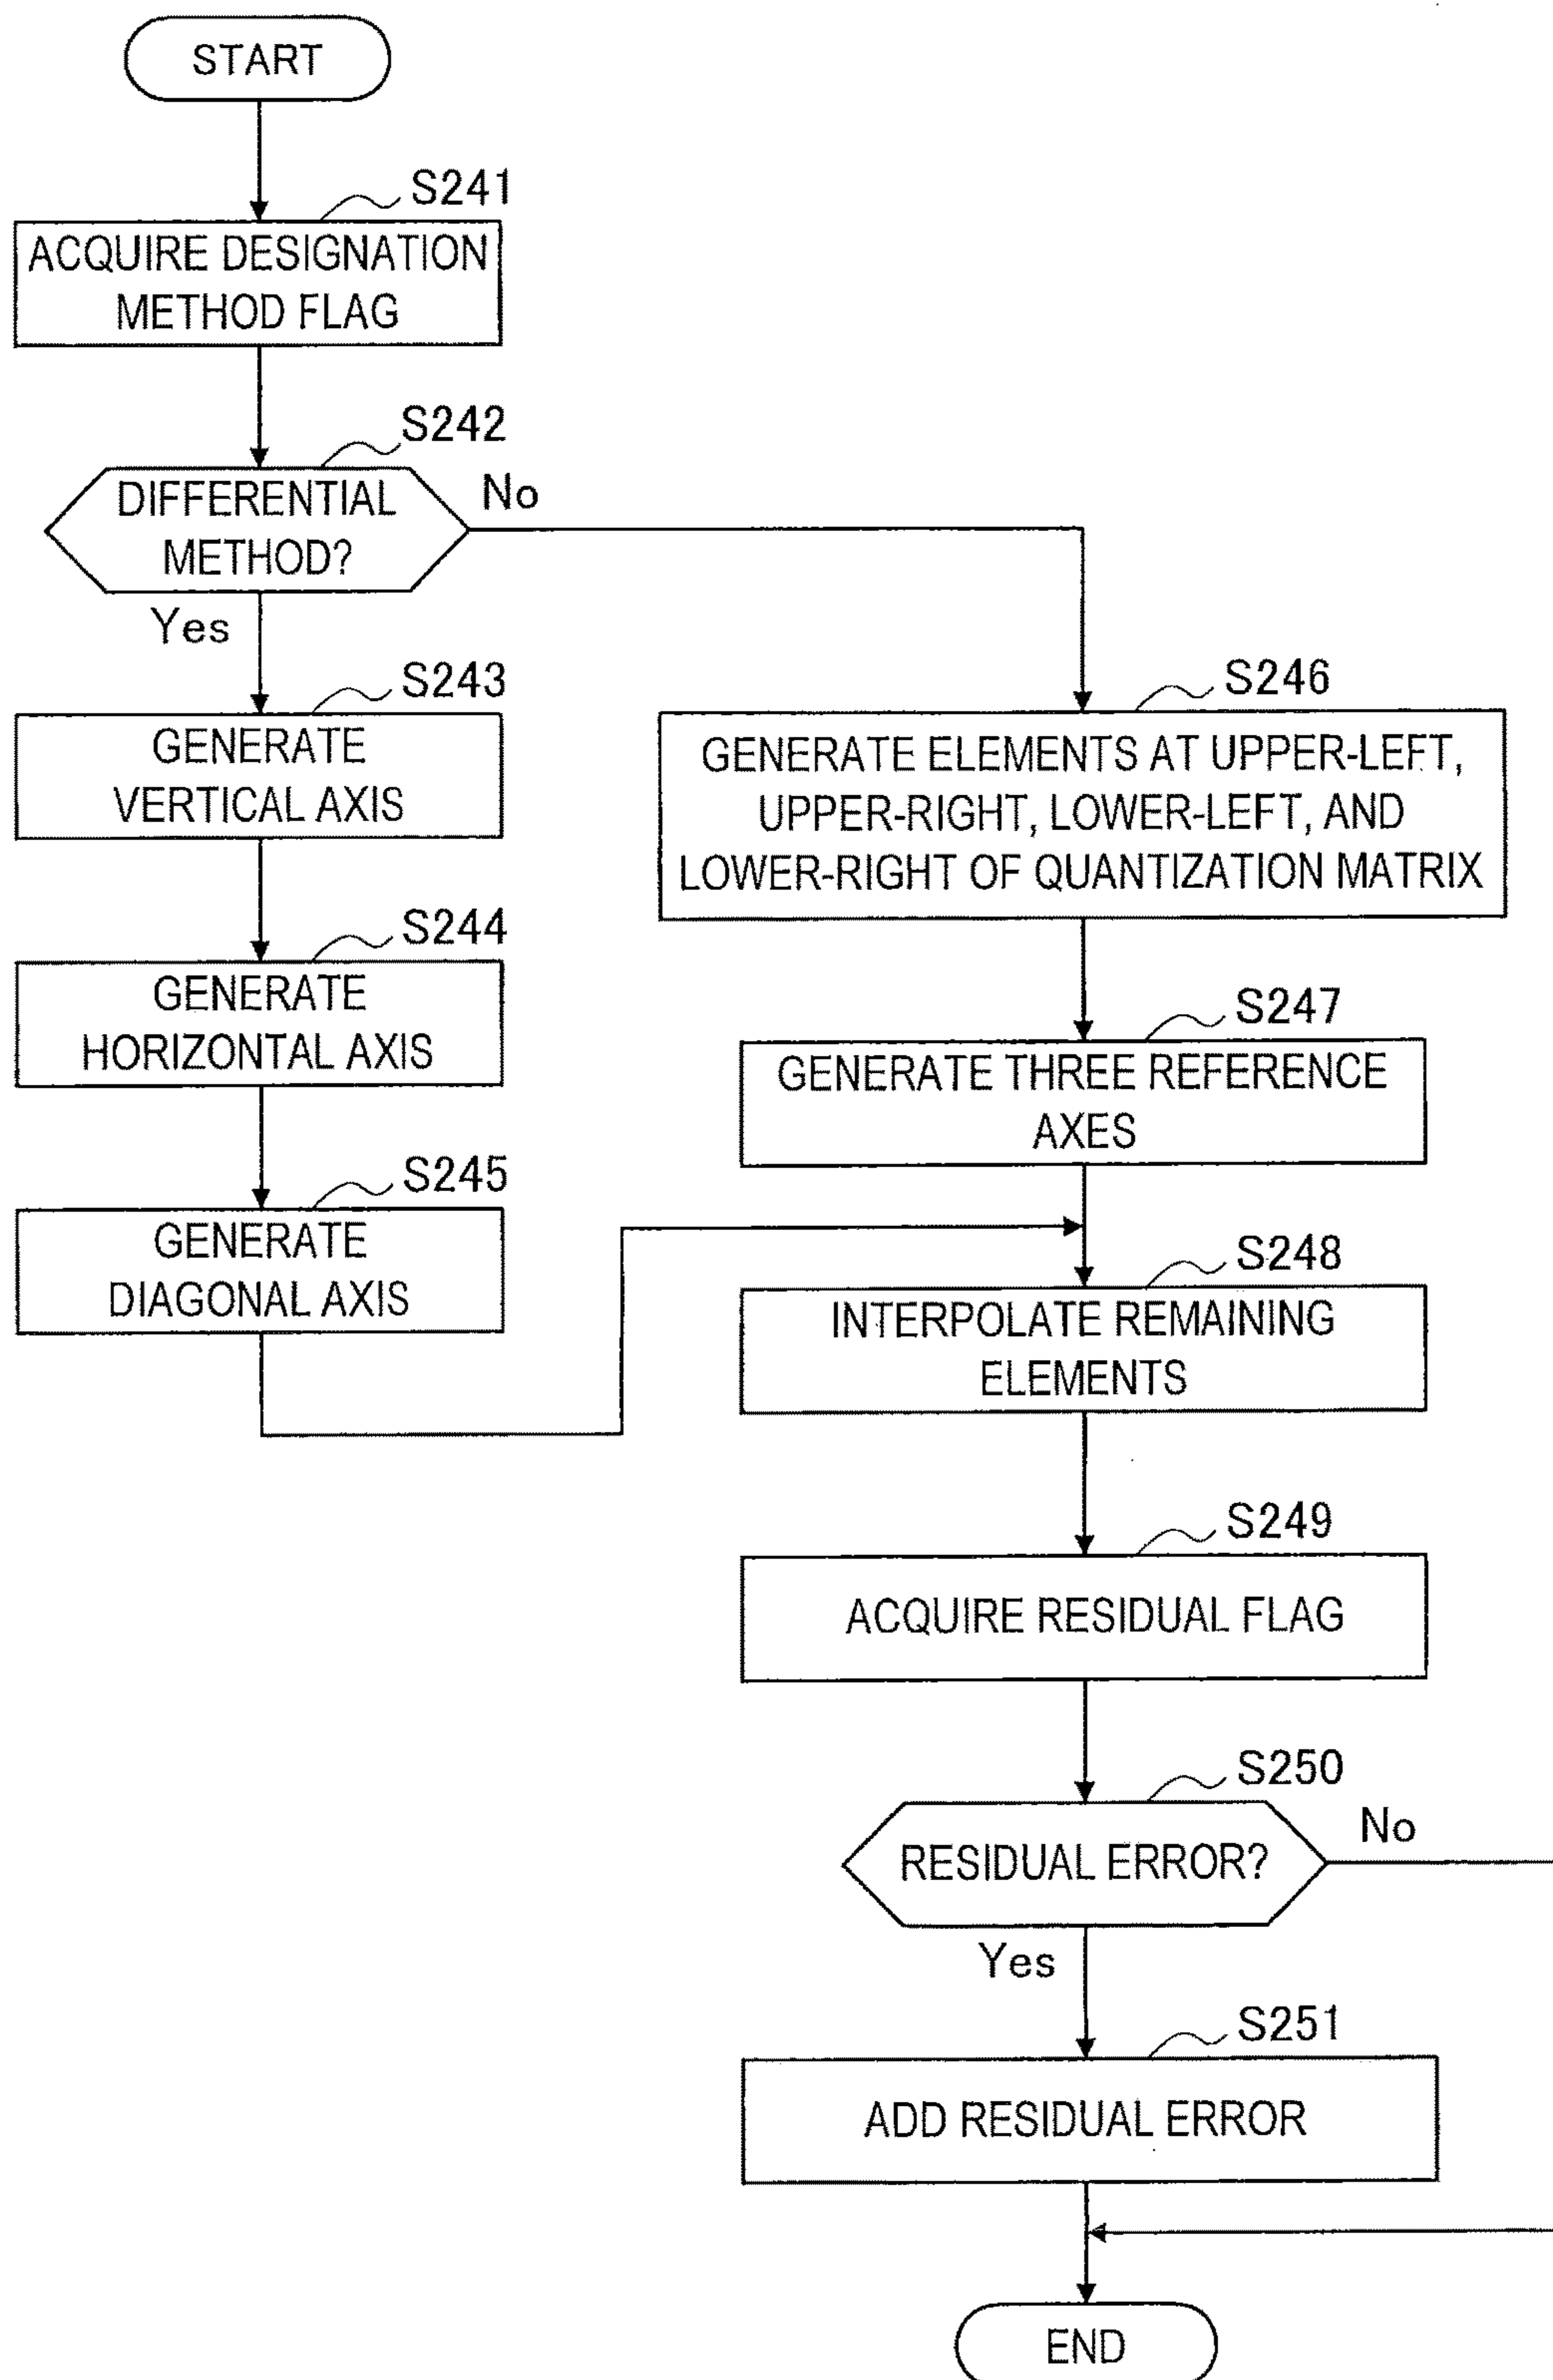 START
S241
ACQUIRE DESIGNATION
METHOD FLAG
S242
DIFFERENTIAL
METHOD?
No
Yes
S243
GENERATE
VERTICAL AXIS
S244
GENERATE
HORIZONTAL AXIS
S245
GENERATE
DIAGONAL AXIS
S246
GENERATE ELEMENTS AT UPPER-LEFT,
UPPER-RIGHT, LOWER-LEFT, AND
LOWER-RIGHT OF QUANTIZATION MATRIX
S247
GENERATE THREE REFERENCE
AXES
S248
INTERPOLATE REMAINING
ELEMENTS
S249
ACQUIRE RESIDUAL FLAG
S250
RESIDUAL ERROR?
No
Yes
S251
ADD RESIDUAL ERROR
END